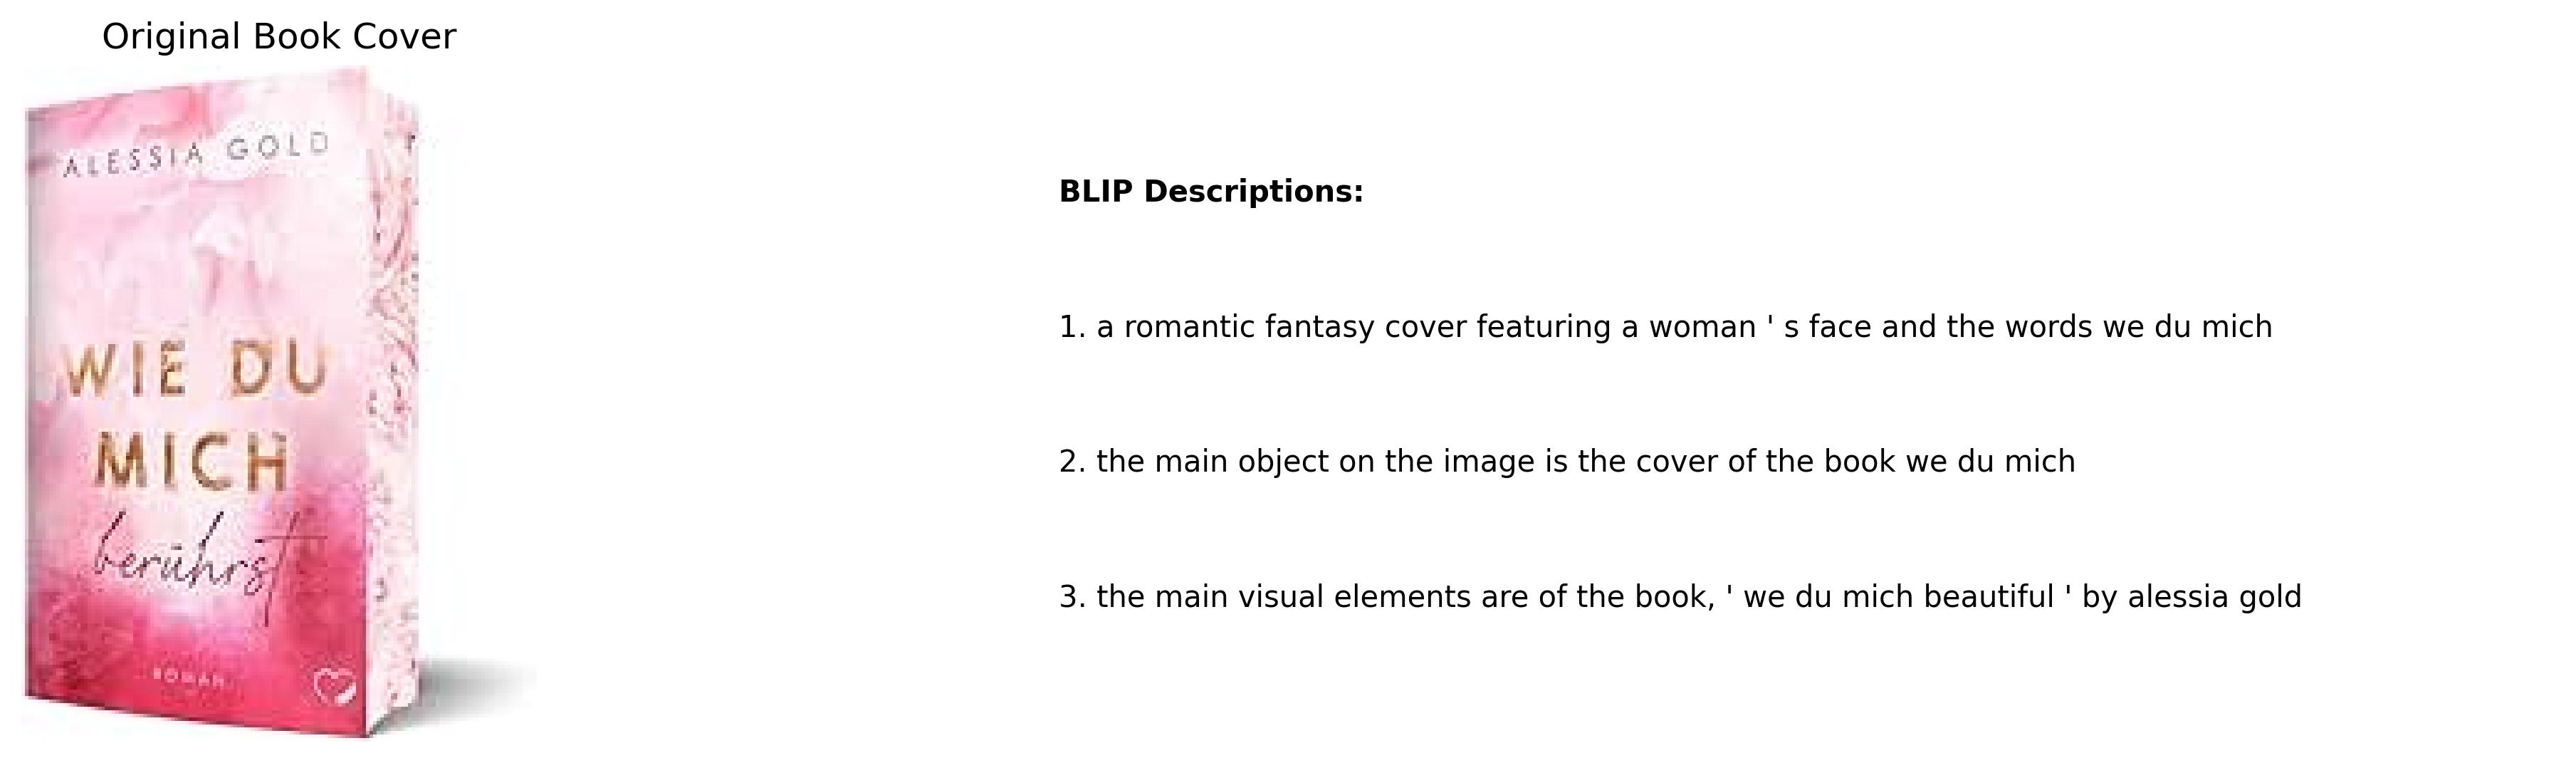 Original Book Cover
ALESSIA GOLD
WIE DU
MICH
berührst
ROMAN
BLIP Descriptions:
1. a romantic fantasy cover featuring a woman ' s face and the words we du mich
2. the main object on the image is the cover of the book we du mich
3. the main visual elements are of the book, ' we du mich beautiful ' by alessia gold